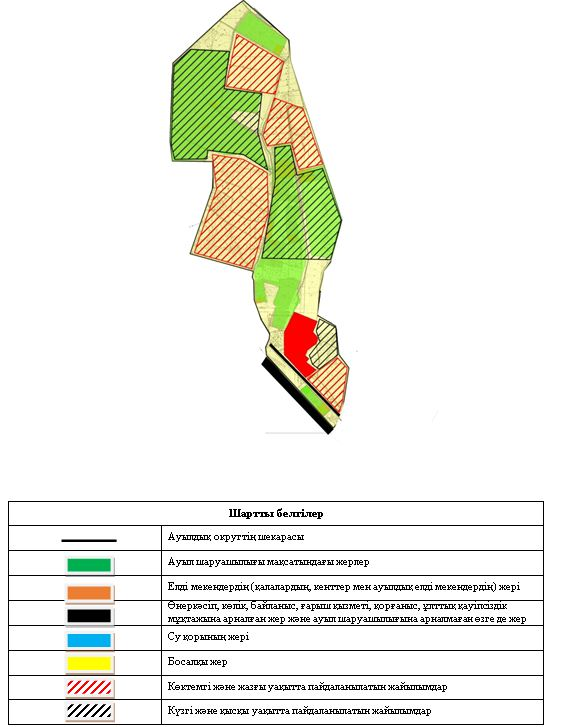 Шартты белгілер
Ауылдық округтің шекарасы
Ауыл шаруашылығы мақсатындағы жерлер
Елді мекендердің (қалалардың, кенттер мен ауылдық елді мекендердің) жері
Өнеркәсіп, көлік, байланыс, ғарыш қызметі, қорғаныс, ұлттық қауіпсіздік
мұқтажына арналған жер және ауыл шаруашылығына арналмаған өзге де жер
Су қорының жері
Босалқы жер
Көктемгі және жазғы уақытта пайдаланылатын жайылымдар
Күзгі және қысқы уақытта пайдаланылатын жайылымдар